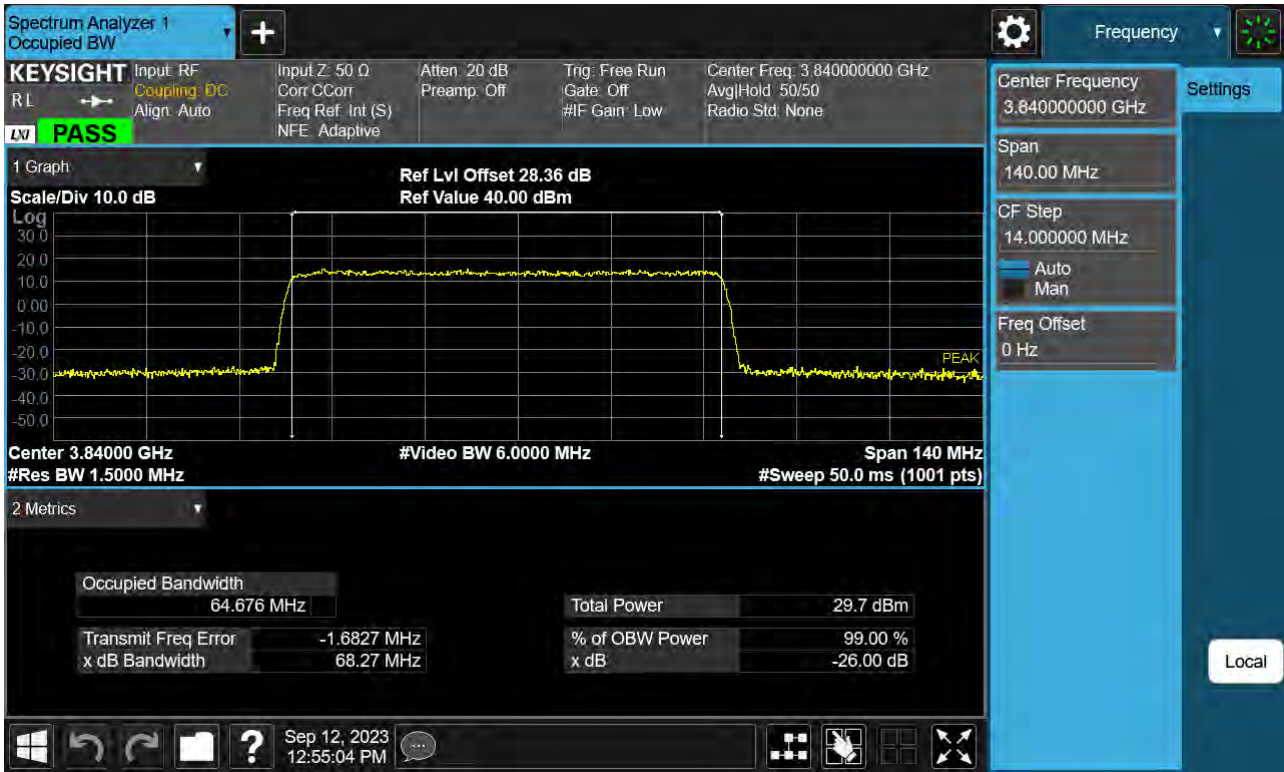 Spectrum Analyzer 1
Occupied BW
+
Frequency
KEYSIGHT
RL
LXI
PASS
Input: RF
Coupling: DC
Align: Auto
Input Z: 50 Ω
Corr CCorr
Freq Ref: Int (S)
NFE: Adaptive
Atten: 20 dB
Preamp: Off
Trig: Free Run
Gate: Off
#IF Gain: Low
Center Freq: 3.840000000 GHz
Avg|Hold: 50/50
Radio Std: None
Center Frequency
3.840000000 GHz
Settings
Span
140.00 MHz
CF Step
14.000000 MHz
Auto
Man
Freq Offset
0 Hz
Local
1 Graph
Scale/Div 10.0 dB
Ref Lvl Offset 28.36 dB
Ref Value 40.00 dBm
Log
30.0
20.0
10.0
0.00
-10.0
-20.0
-30.0
-40.0
-50.0
PEAK
Center 3.84000 GHz
#Video BW 6.0000 MHz
Span 140 MHz
#Res BW 1.5000 MHz
#Sweep 50.0 ms (1001 pts)
2 Metrics
Occupied Bandwidth
64.676 MHz
Total Power 29.7 dBm
Transmit Freq Error -1.6827 MHz
% of OBW Power 99.00 %
x dB Bandwidth 68.27 MHz
x dB -26.00 dB
?
Sep 12, 2023
12:55:04 PM